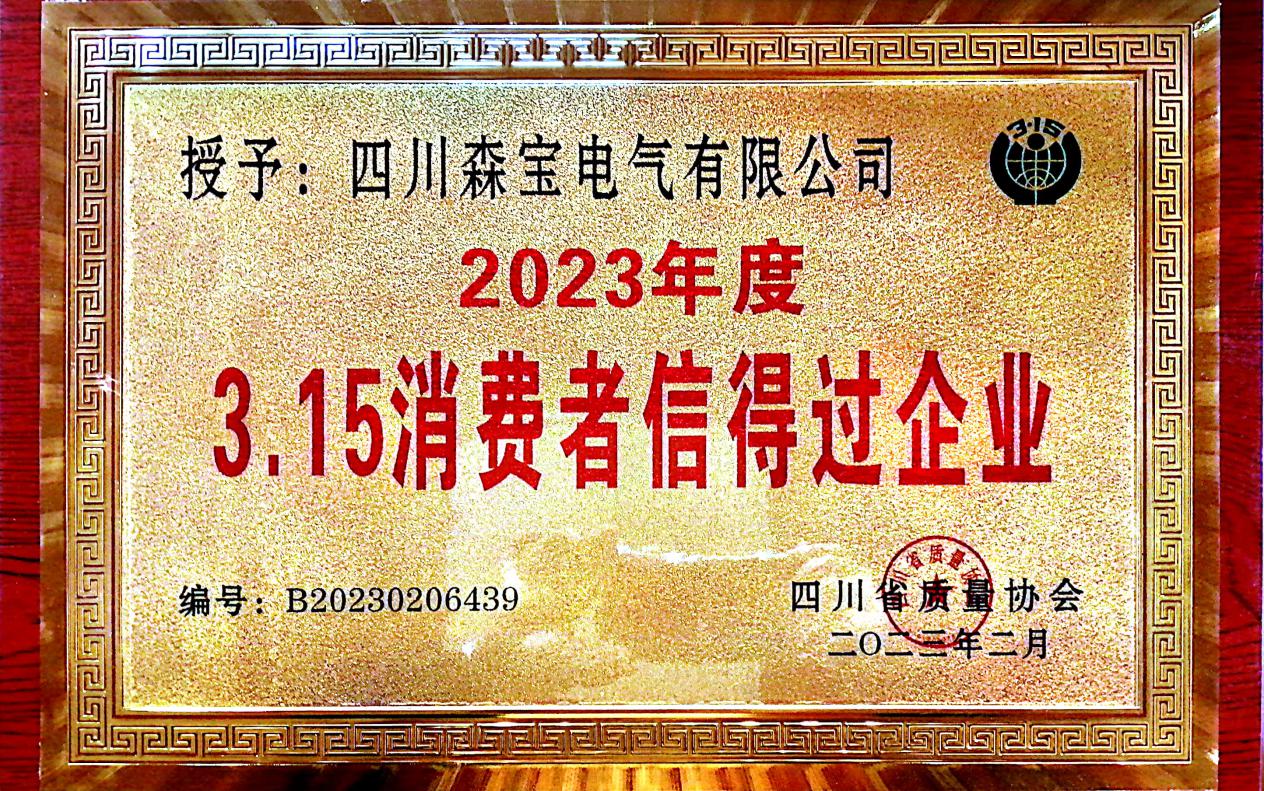 授予：四川森宝电气有限公司
3·15
2023年度
3.15消费者信得过企业
编号：B20230206439
四川省质量协会
二〇二三年二月